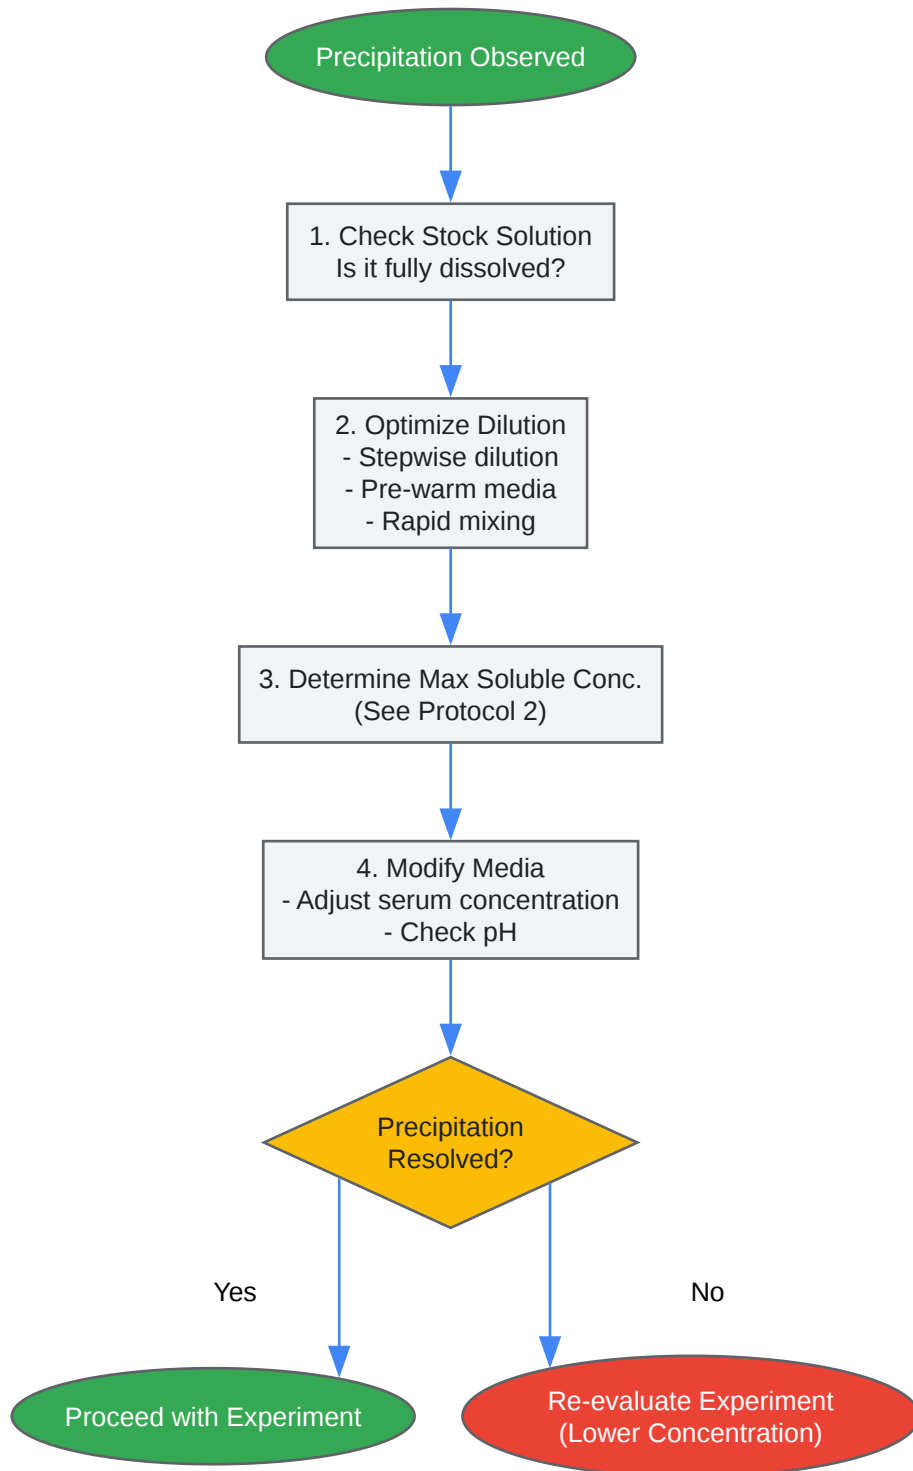 Precipitation Observed
1. Check Stock Solution
Is it fully dissolved?
2. Optimize Dilution
- Stepwise dilution
- Pre-warm media
- Rapid mixing
3. Determine Max Soluble Conc.
(See Protocol 2)
4. Modify Media
- Adjust serum concentration
- Check pH
Precipitation
Resolved?
Yes
No
Proceed with Experiment
Re-evaluate Experiment
(Lower Concentration)